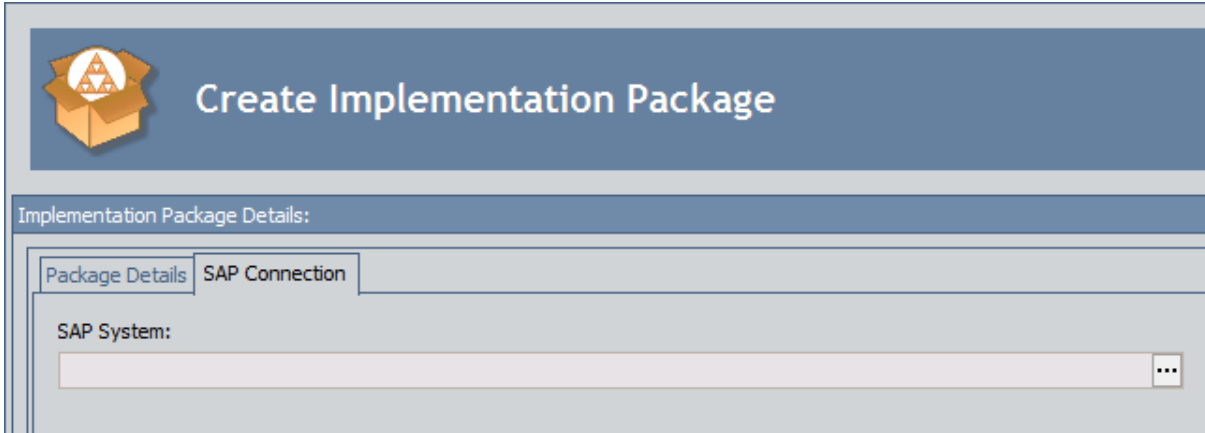 Create Implementation Package
Implementation Package Details:
Package Details SAP Connection
SAP System:
...